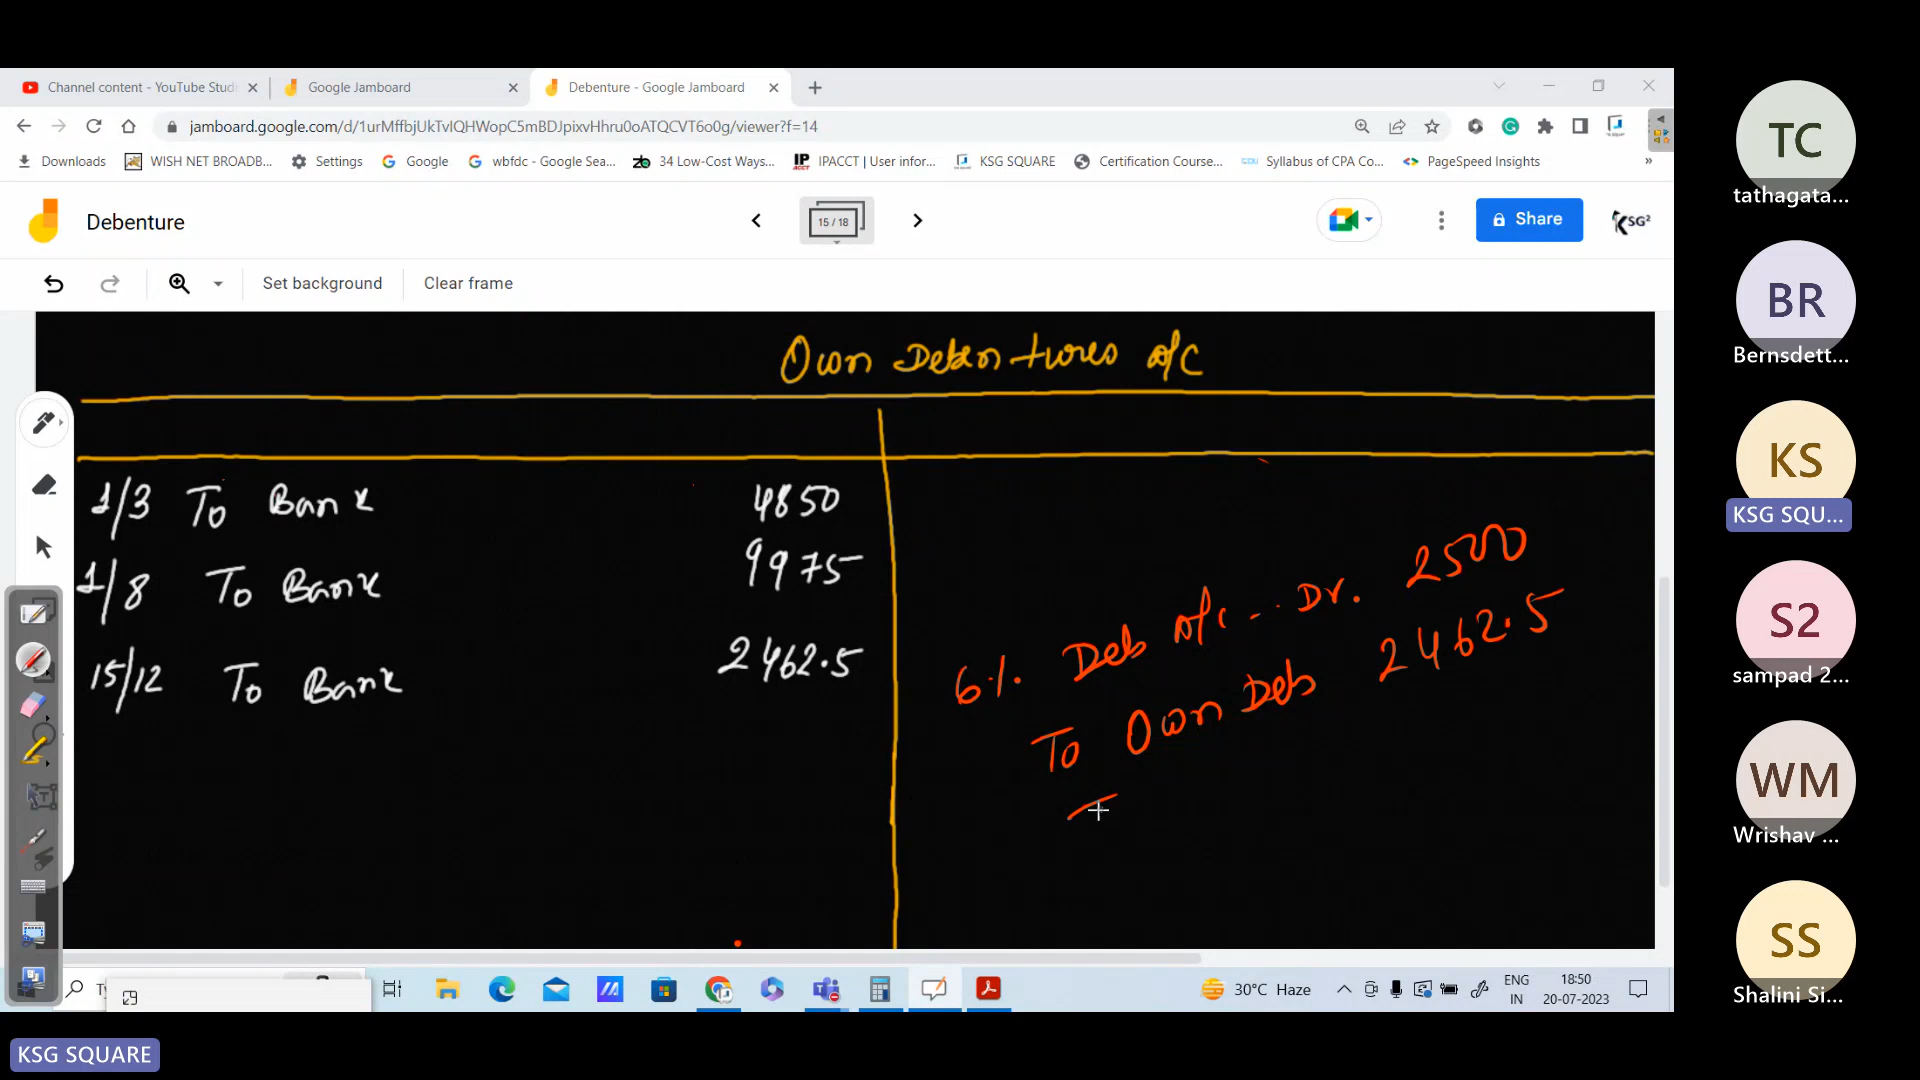 Channel content - YouTube Stud
Google Jamboard
Debenture - Google Jamboard
jamboard.google.com/d/1urMffbjUkTvIQHWopC5mBDJpixvHhru0oATQCVT6o0g/viewer?f=14
Downloads
WISH NET BROADB...
Settings
Google
wbfdc - Google Sea...
34 Low-Cost Ways...
IPACCT | User infor...
KSG SQUARE
Certification Course...
Syllabus of CPA Co...
PageSpeed Insights
»
Debenture
15 / 18
Share
KSG²
Set background
Clear frame
Own Debentures A/C
1/3 To Bank 4850
1/8 To Bank 9975
15/12 To Bank 2462.5
6%. Deb A/c -.. Dr. 2500
To Own Deb 2462.5
T
30°C Haze
ENG
IN
18:50
20-07-2023
TC
tathagata...
BR
Bernsdett...
KS
KSG SQU...
S2
sampad 2...
WM
Wrishav ...
SS
Shalini Si...
KSG SQUARE